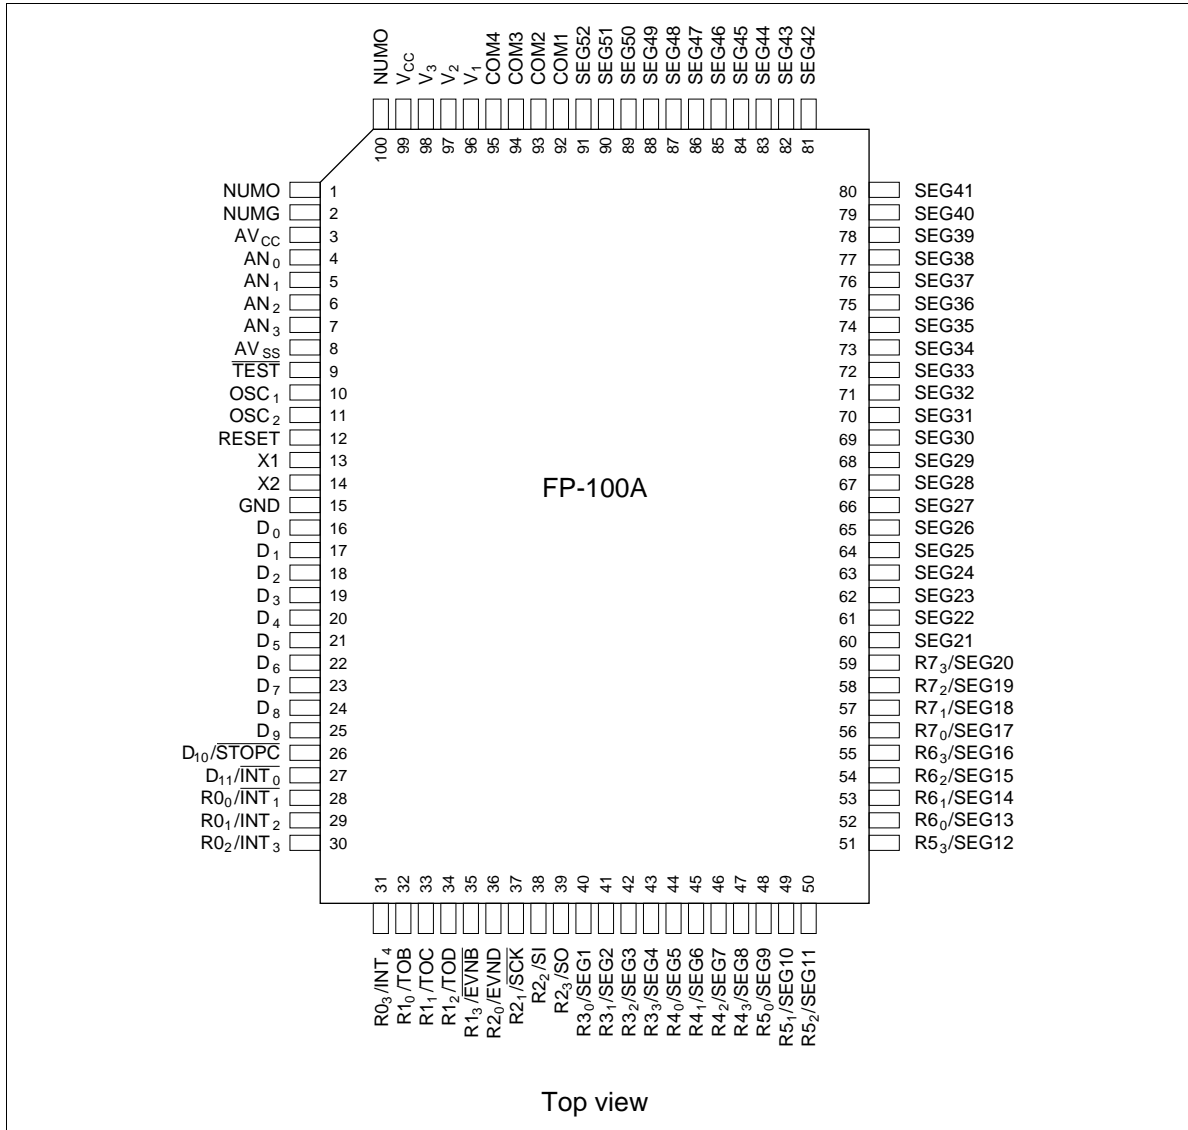 NUMO
VCC
V3
V2
V1
COM4
COM3
COM2
COM1
SEG52
SEG51
SEG50
SEG49
SEG48
SEG47
SEG46
SEG45
SEG44
SEG43
SEG42
100 99 98 97 96 95 94 93 92 91 90 89 88 87 86 85 84 83 82 81
NUMO 1 80 SEG41
NUMG 2 79 SEG40
AVCC 3 78 SEG39
AN0 4 77 SEG38
AN1 5 76 SEG37
AN2 6 75 SEG36
AN3 7 74 SEG35
AVSS 8 73 SEG34
TEST 9 72 SEG33
OSC1 10 71 SEG32
OSC2 11 70 SEG31
RESET 12 69 SEG30
X1 13 68 SEG29
X2 14 67 SEG28
FP-100A
GND 15 66 SEG27
D0 16 65 SEG26
D1 17 64 SEG25
D2 18 63 SEG24
D3 19 62 SEG23
D4 20 61 SEG22
D5 21 60 SEG21
D6 22 59 R73/SEG20
D7 23 58 R72/SEG19
D8 24 57 R71/SEG18
D9 25 56 R70/SEG17
D10/STOPC 26 55 R63/SEG16
D11/INT0 27 54 R62/SEG15
R00/INT1 28 53 R61/SEG14
R01/INT2 29 52 R60/SEG13
R02/INT3 30 51 R53/SEG12
31 32 33 34 35 36 37 38 39 40 41 42 43 44 45 46 47 48 49 50
R03/INT4
R10/TOB
R11/TOC
R12/TOD
R13/EVNB
R20/EVND
R21/SCK
R22/SI
R23/SO
R30/SEG1
R31/SEG2
R32/SEG3
R33/SEG4
R40/SEG5
R41/SEG6
R42/SEG7
R43/SEG8
R50/SEG9
R51/SEG10
R52/SEG11
Top view